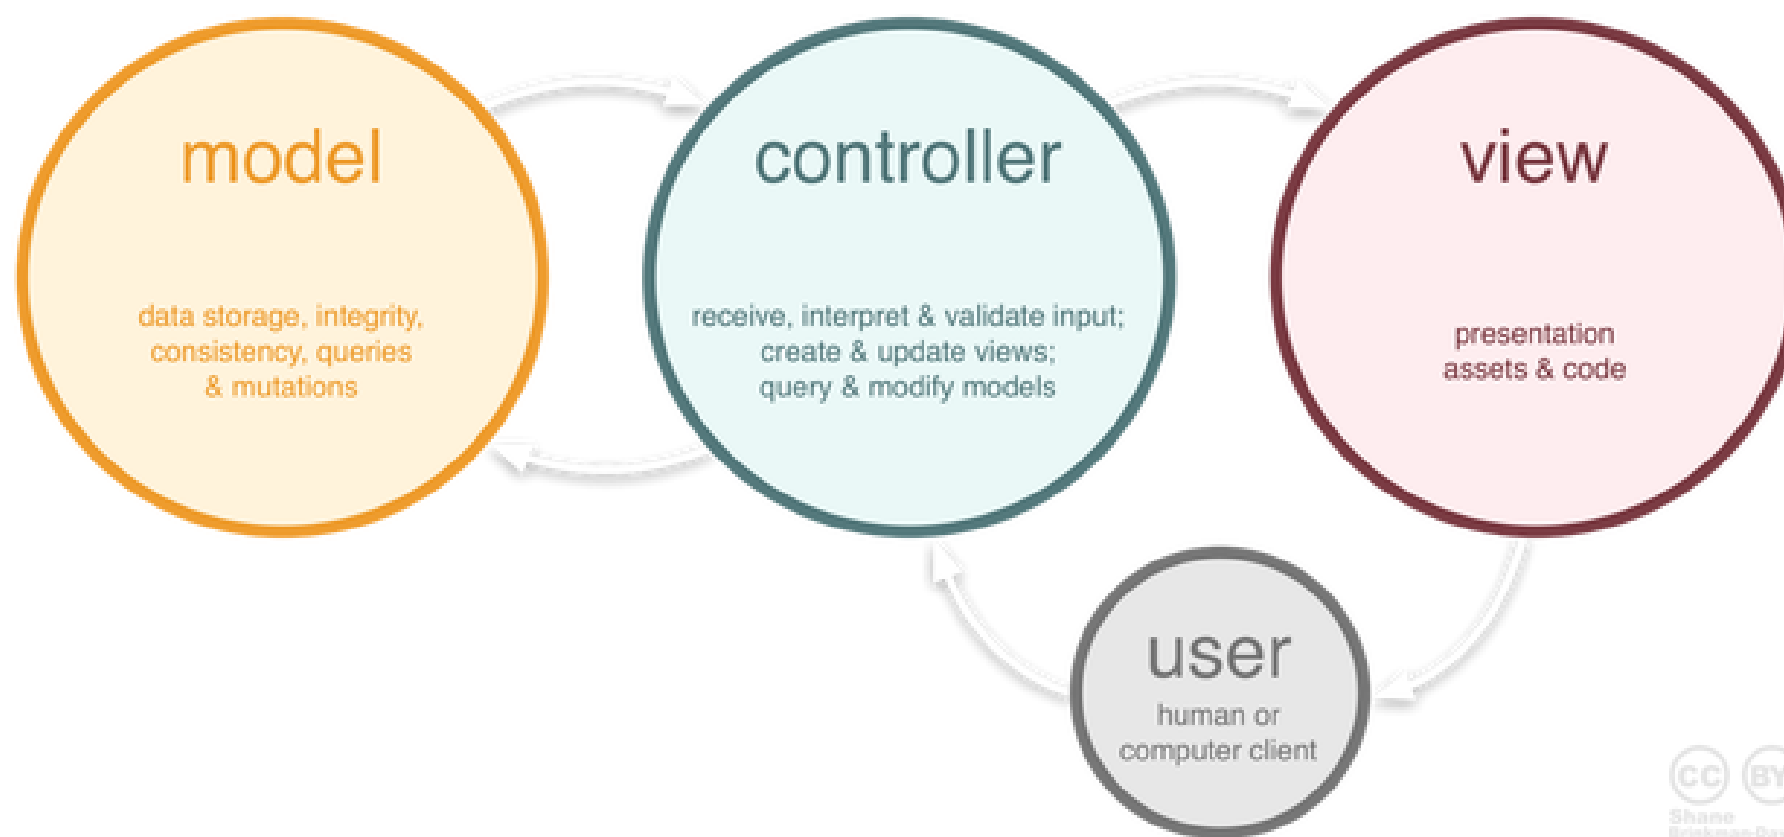 model
data storage, integrity,
consistency, queries
& mutations
controller
receive, interpret & validate input;
create & update views;
query & modify models
view
presentation
assets & code
user
human or
computer client
CC BY
Shane